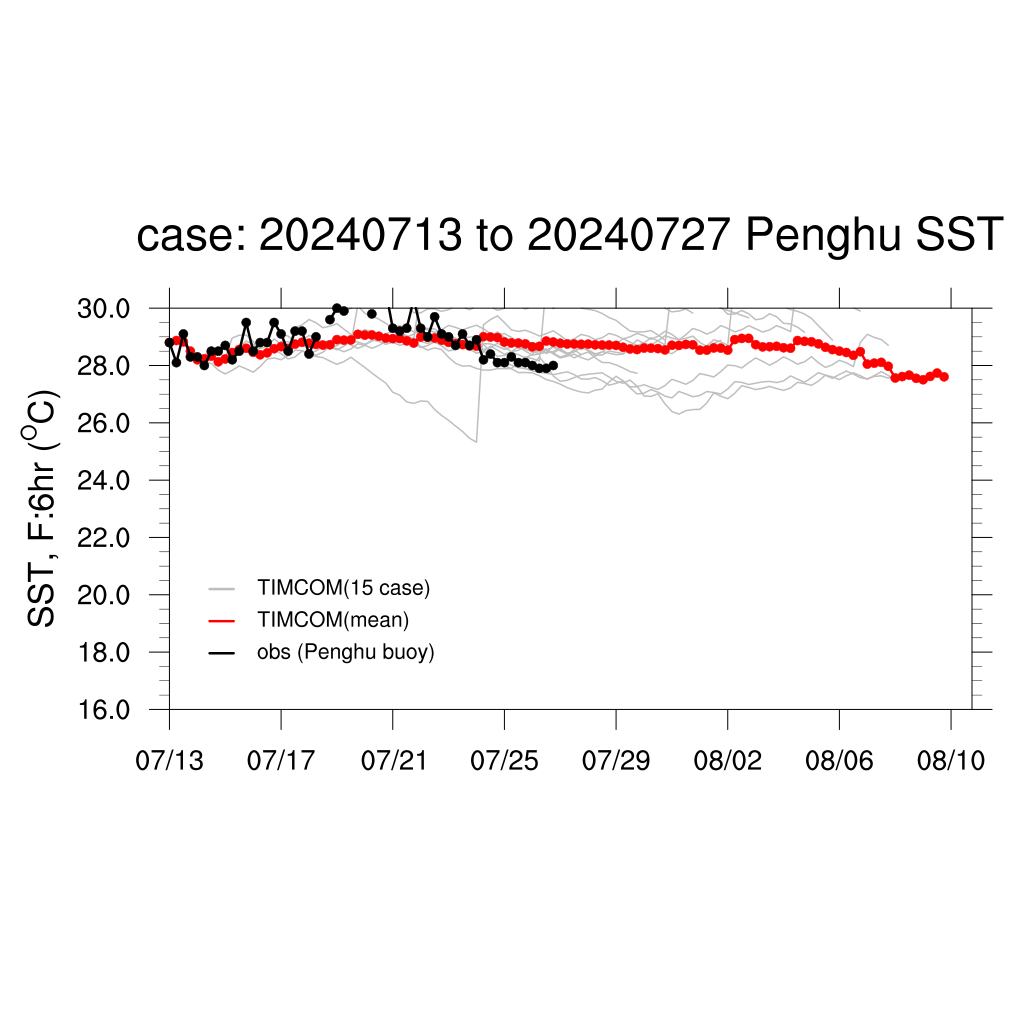 case: 20240713 to 20240727 Penghu SST
30.0
28.0
26.0
24.0
22.0
20.0
18.0
16.0
SST, F:6hr (OC)
TIMCOM(15 case)
TIMCOM(mean)
obs (Penghu buoy)
07/13 07/17 07/21 07/25 07/29 08/02 08/06 08/10